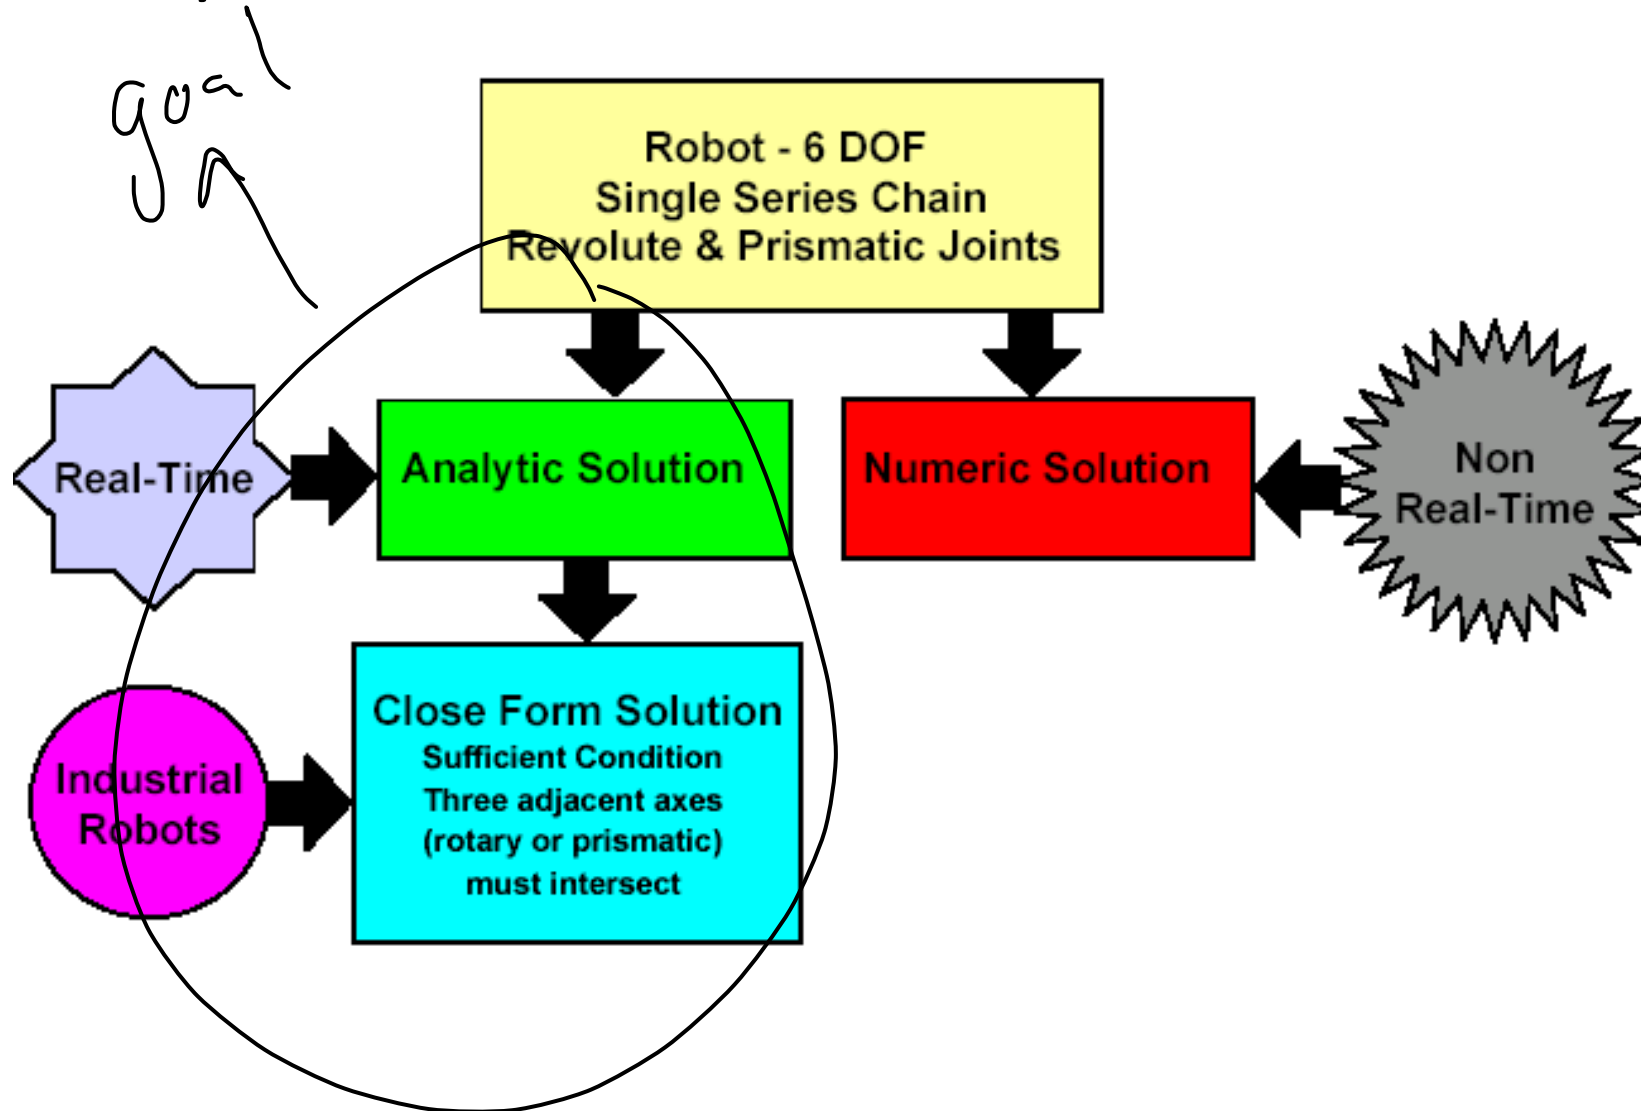 goal
Robot - 6 DOF
Single Series Chain
Revolute & Prismatic Joints
Real-Time
Analytic Solution
Numeric Solution
Non
Real-Time
Industrial
Robots
Close Form Solution
Sufficient Condition
Three adjacent axes
(rotary or prismatic)
must intersect